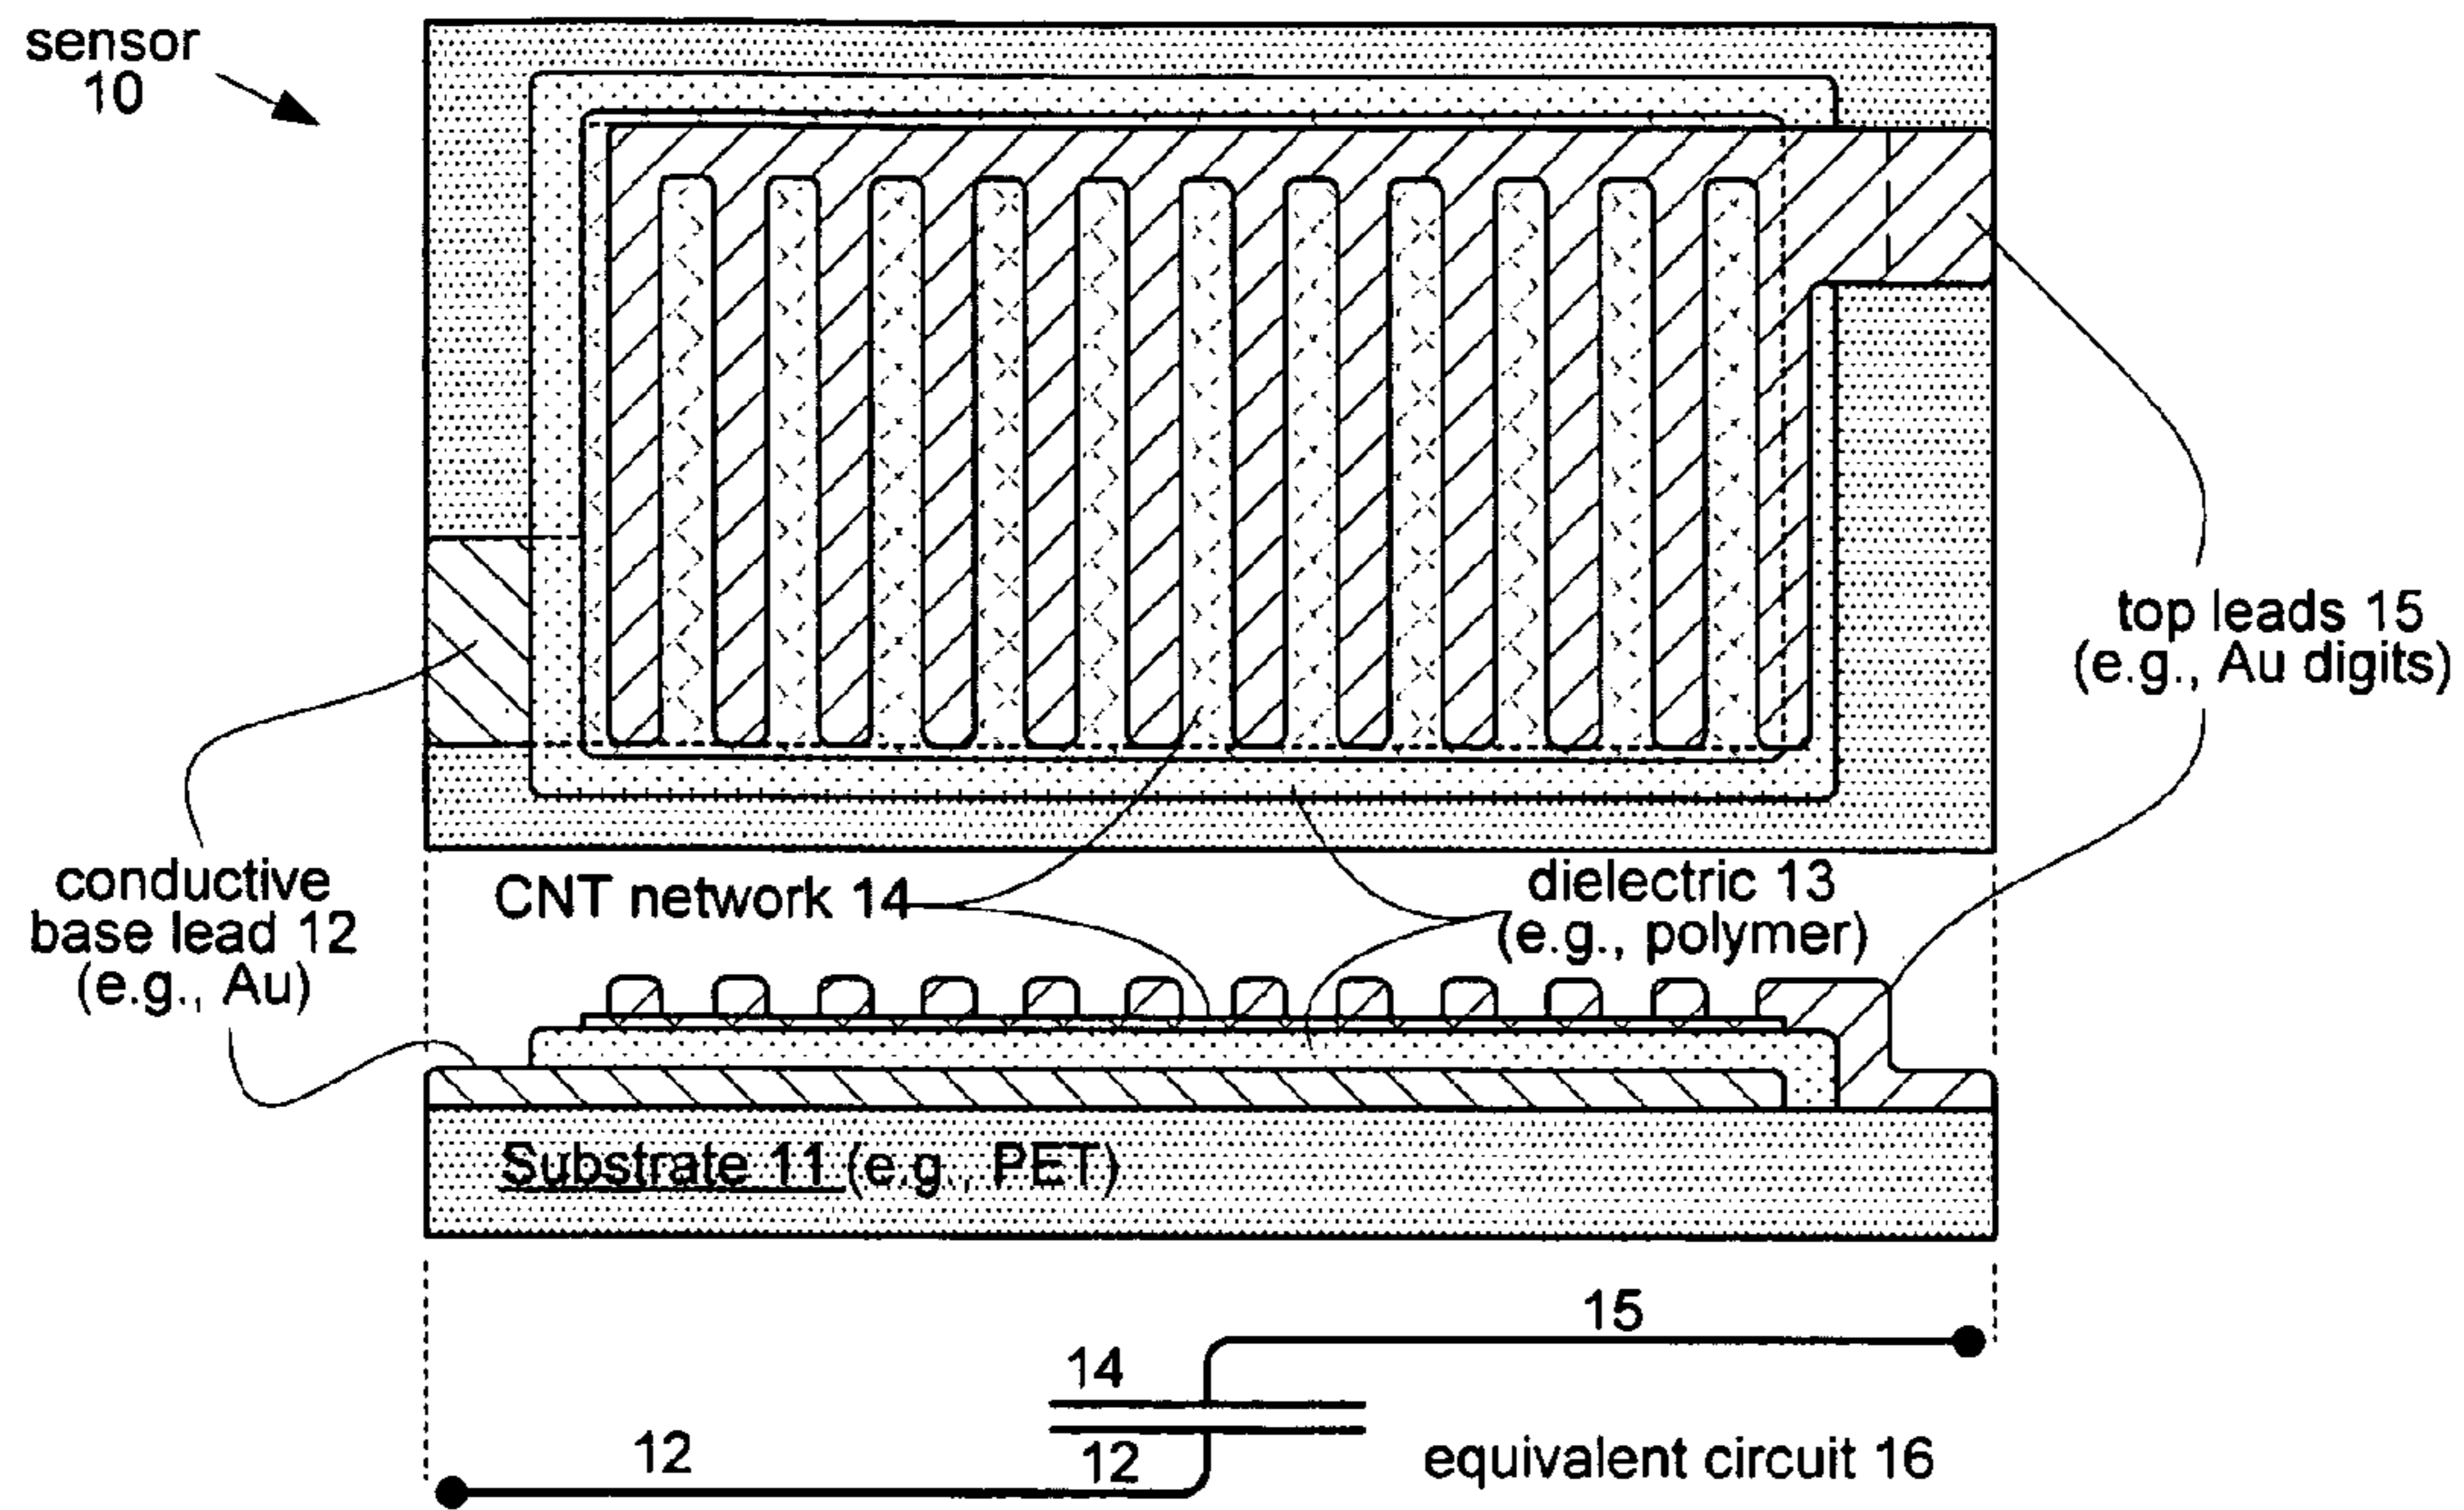 sensor
10
top leads 15
(e.g., Au digits)
conductive
base lead 12
(e.g., Au)
CNT network 14
dielectric 13
(e.g., polymer)
Substrate 11 (e.g., PET)
15
14
12
12
equivalent circuit 16